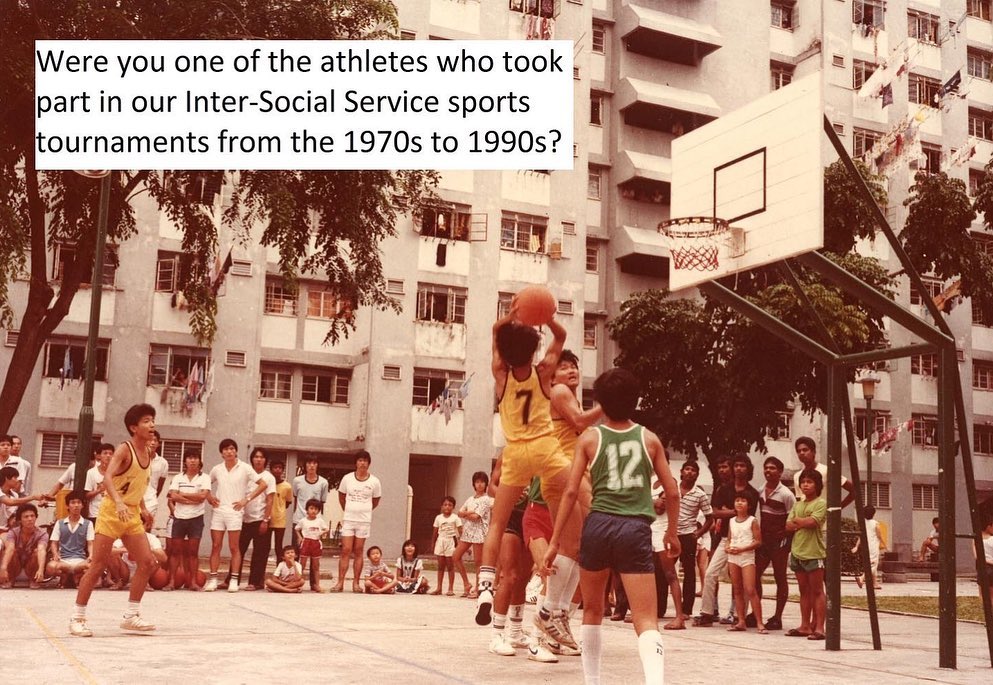 Were you one of the athletes who took
part in our Inter-Social Service sports
tournaments from the 1970s to 1990s?
7
12